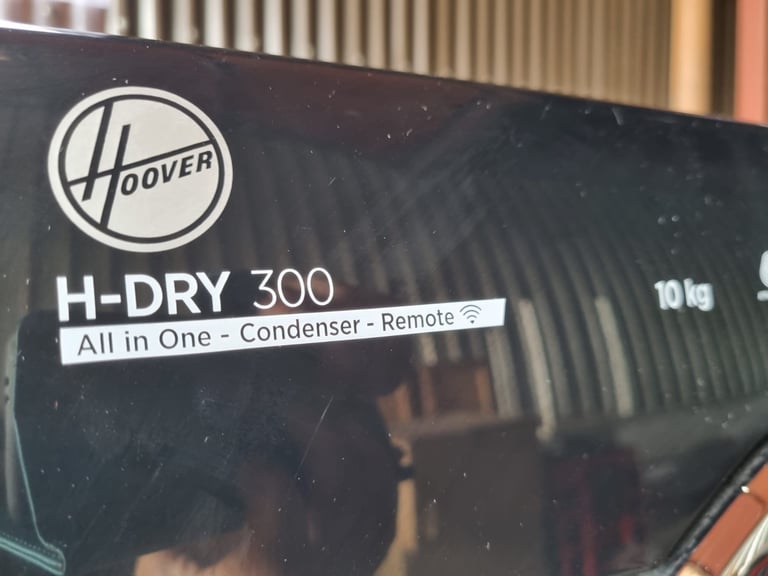 HOOVER
H-DRY 300
All in One - Condenser - Remote
10 kg